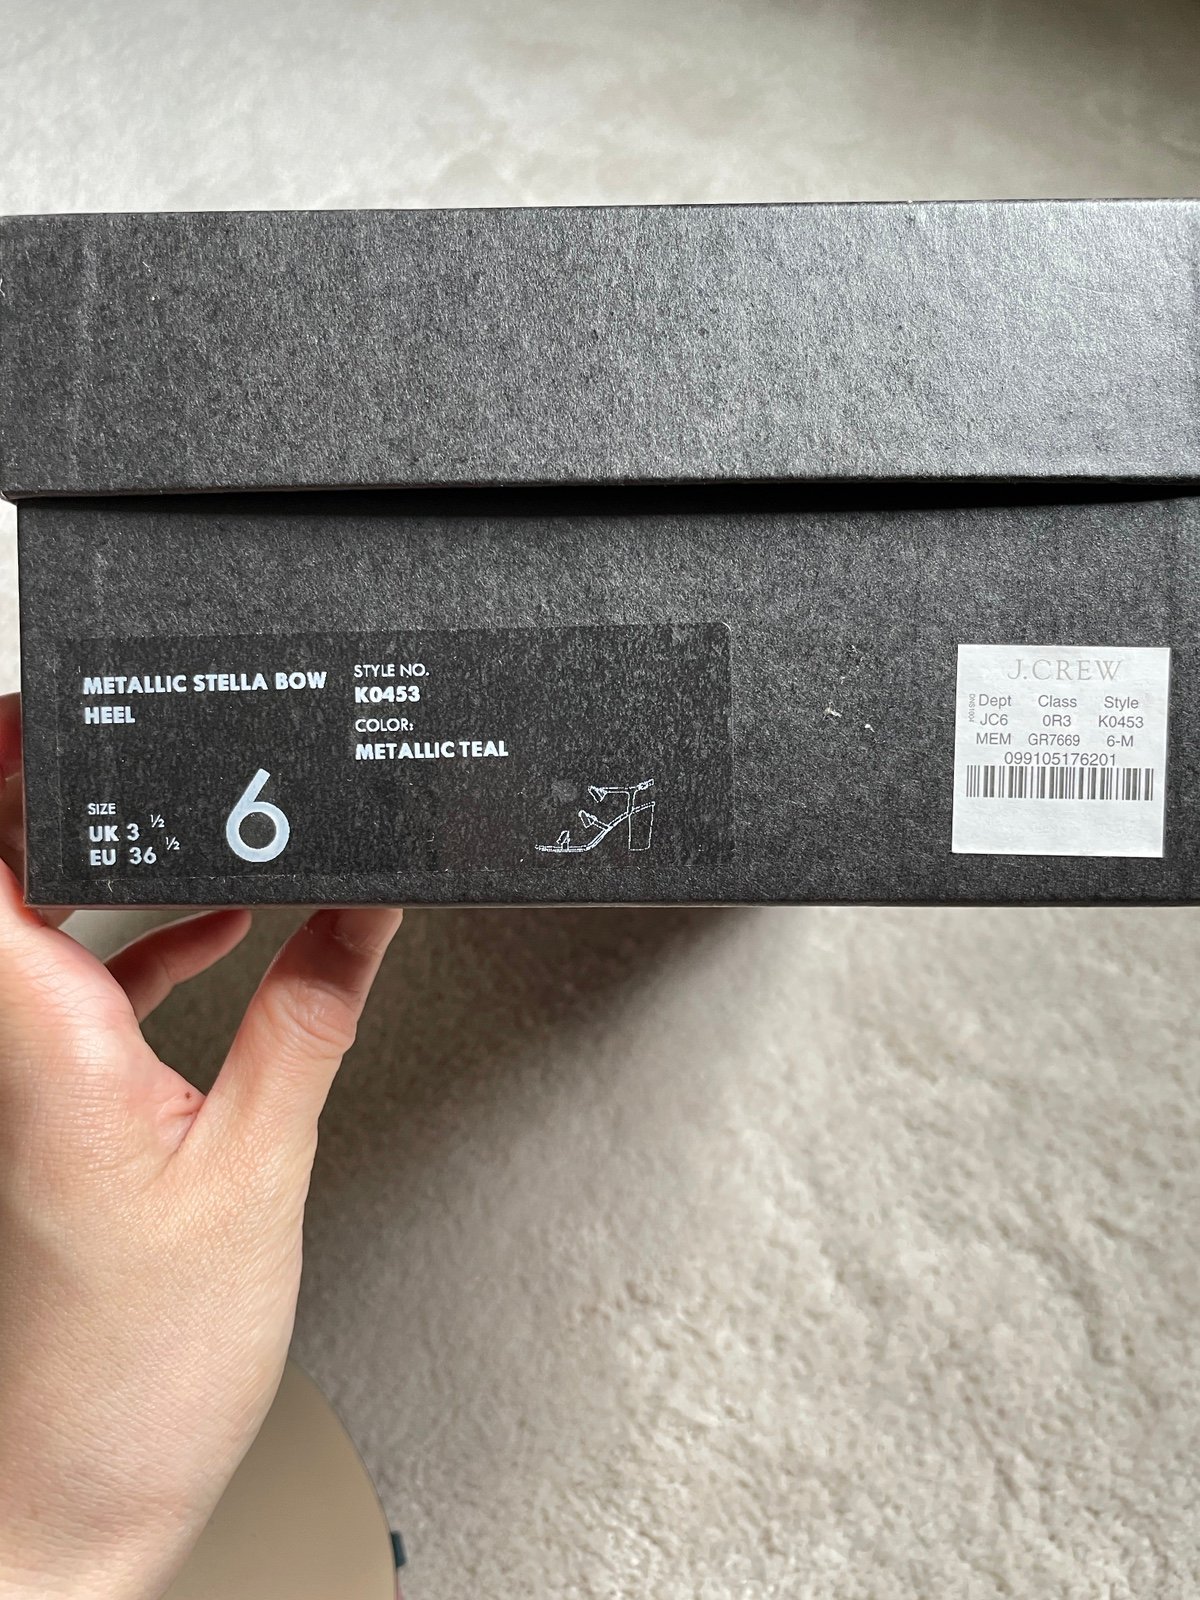 METALLIC STELLA BOW
HEEL
STYLE NO.
K0453
COLOR:
METALLIC TEAL
SIZE
UK 3 ½
EU 36 ½
6
J.CREW
Dept Class Style
JC6 0R3 K0453
MEM GR7669 6-M
099105176201